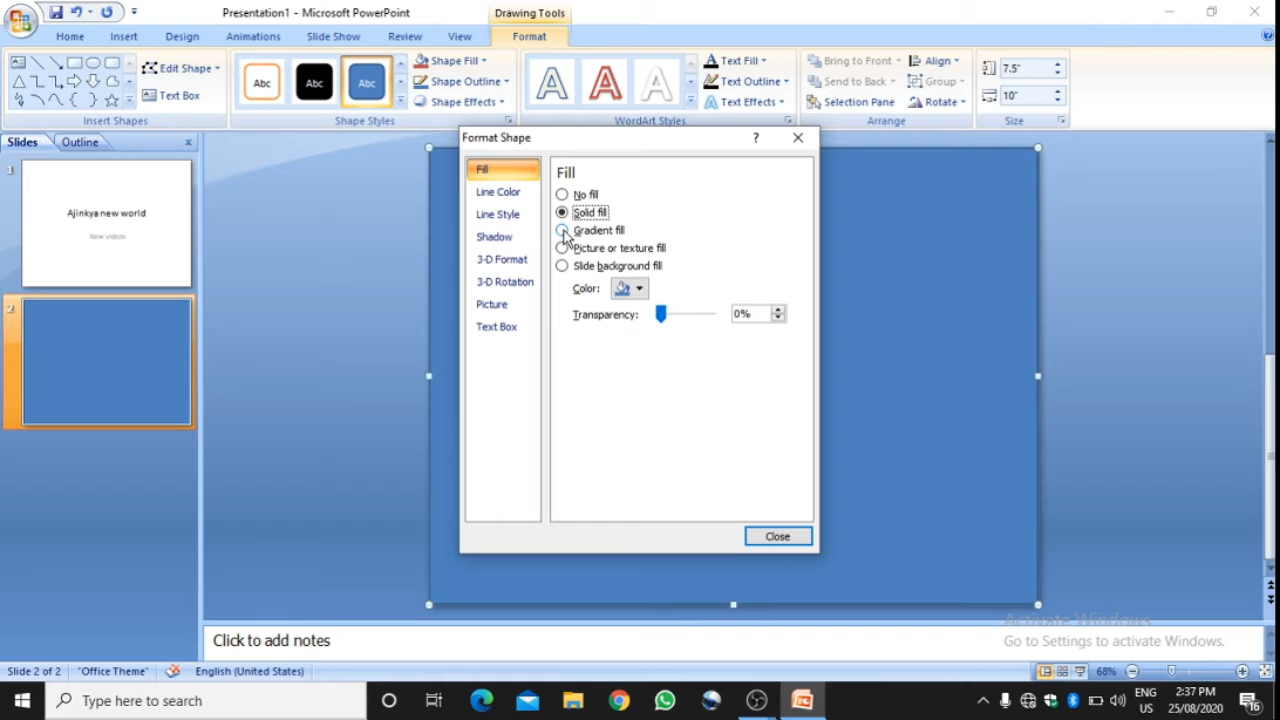 Presentation1 - Microsoft PowerPoint
Drawing Tools
Home Insert Design Animations Slide Show Review View Format
Edit Shape
Text Box
Insert Shapes
Abc Abc Abc
Shape Fill
Shape Outline
Shape Effects
Shape Styles
A A A
Text Fill
Text Outline
Text Effects
WordArt Styles
Bring to Front
Send to Back
Selection Pane
Align
Group
Rotate
Arrange
7.5"
10"
Size
Slides Outline
1
Ajinkya new world
New videos
2
Format Shape
Fill
Line Color
Line Style
Shadow
3-D Format
3-D Rotation
Picture
Text Box
Fill
No fill
Solid fill
Gradient fill
Picture or texture fill
Slide background fill
Color:
Transparency: 0%
Close
Activate Windows
Go to Settings to activate Windows.
Click to add notes
Slide 2 of 2 "Office Theme" English (United States) 68%
Type here to search
ENG
US
2:37 PM
25/08/2020
16